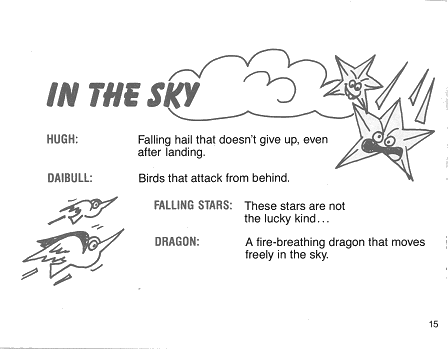 IN THE SKY
HUGH: Falling hail that doesn't give up, even
after landing.
DAIBULL: Birds that attack from behind.
FALLING STARS: These stars are not
the lucky kind...
DRAGON: A fire-breathing dragon that moves
freely in the sky.
15